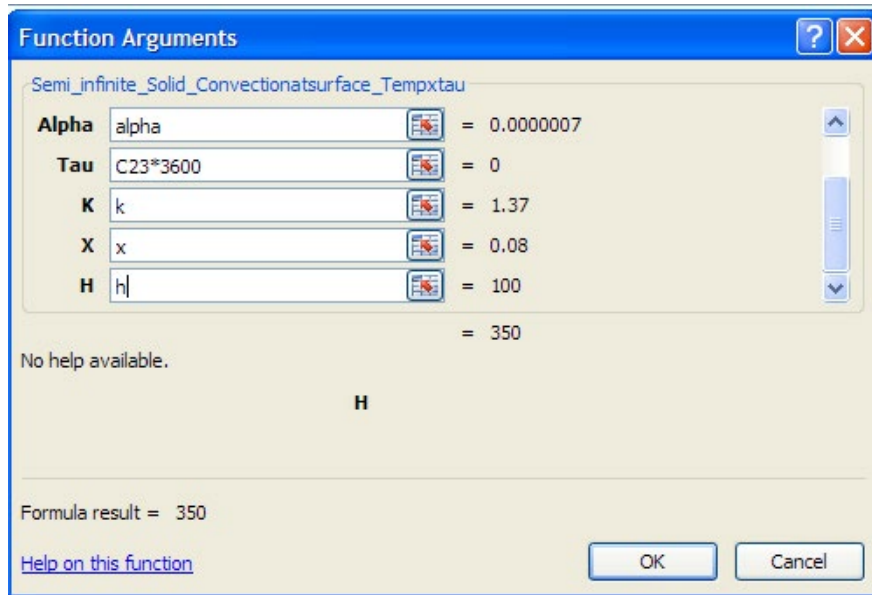 Function Arguments
Semi_infinite_Solid_Convectionatsurface_Tempxtau
Alpha alpha = 0.0000007
Tau C23*3600 = 0
K k = 1.37
X x = 0.08
H h = 100
= 350
No help available.
H
Formula result = 350
Help on this function OK Cancel